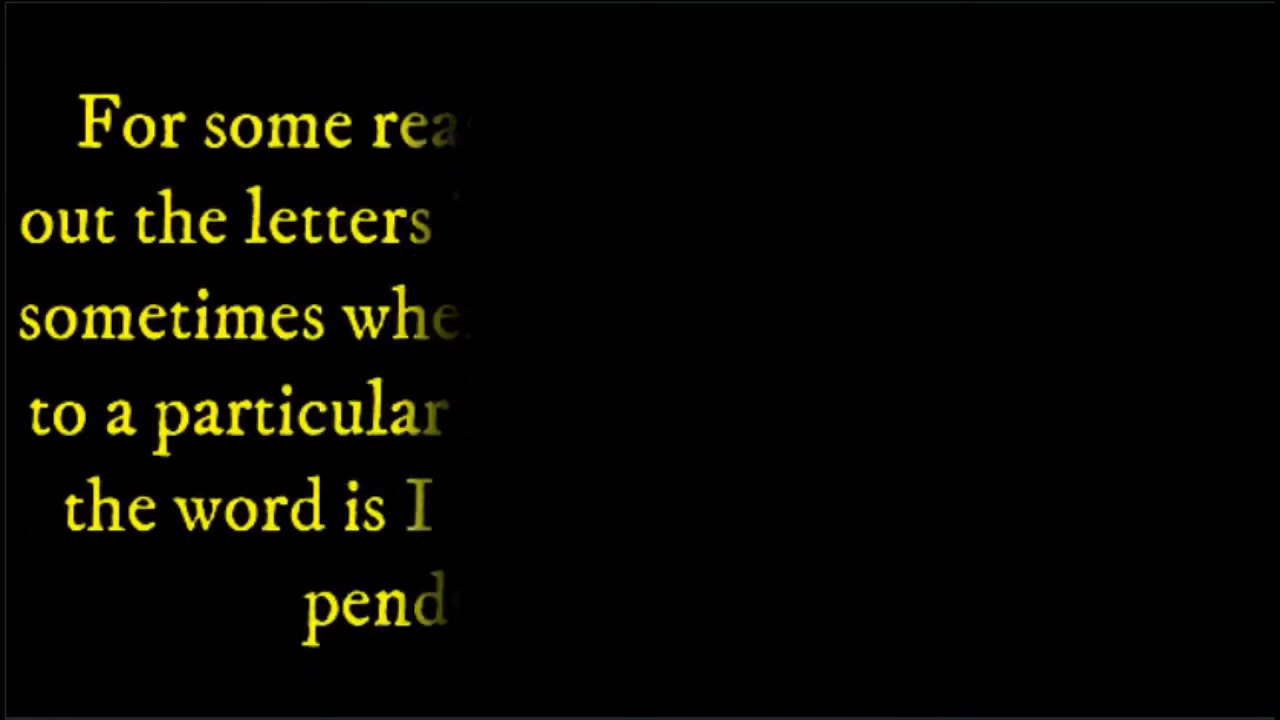 For some rea
out the letters
sometimes whe
to a particular
the word is I
pend